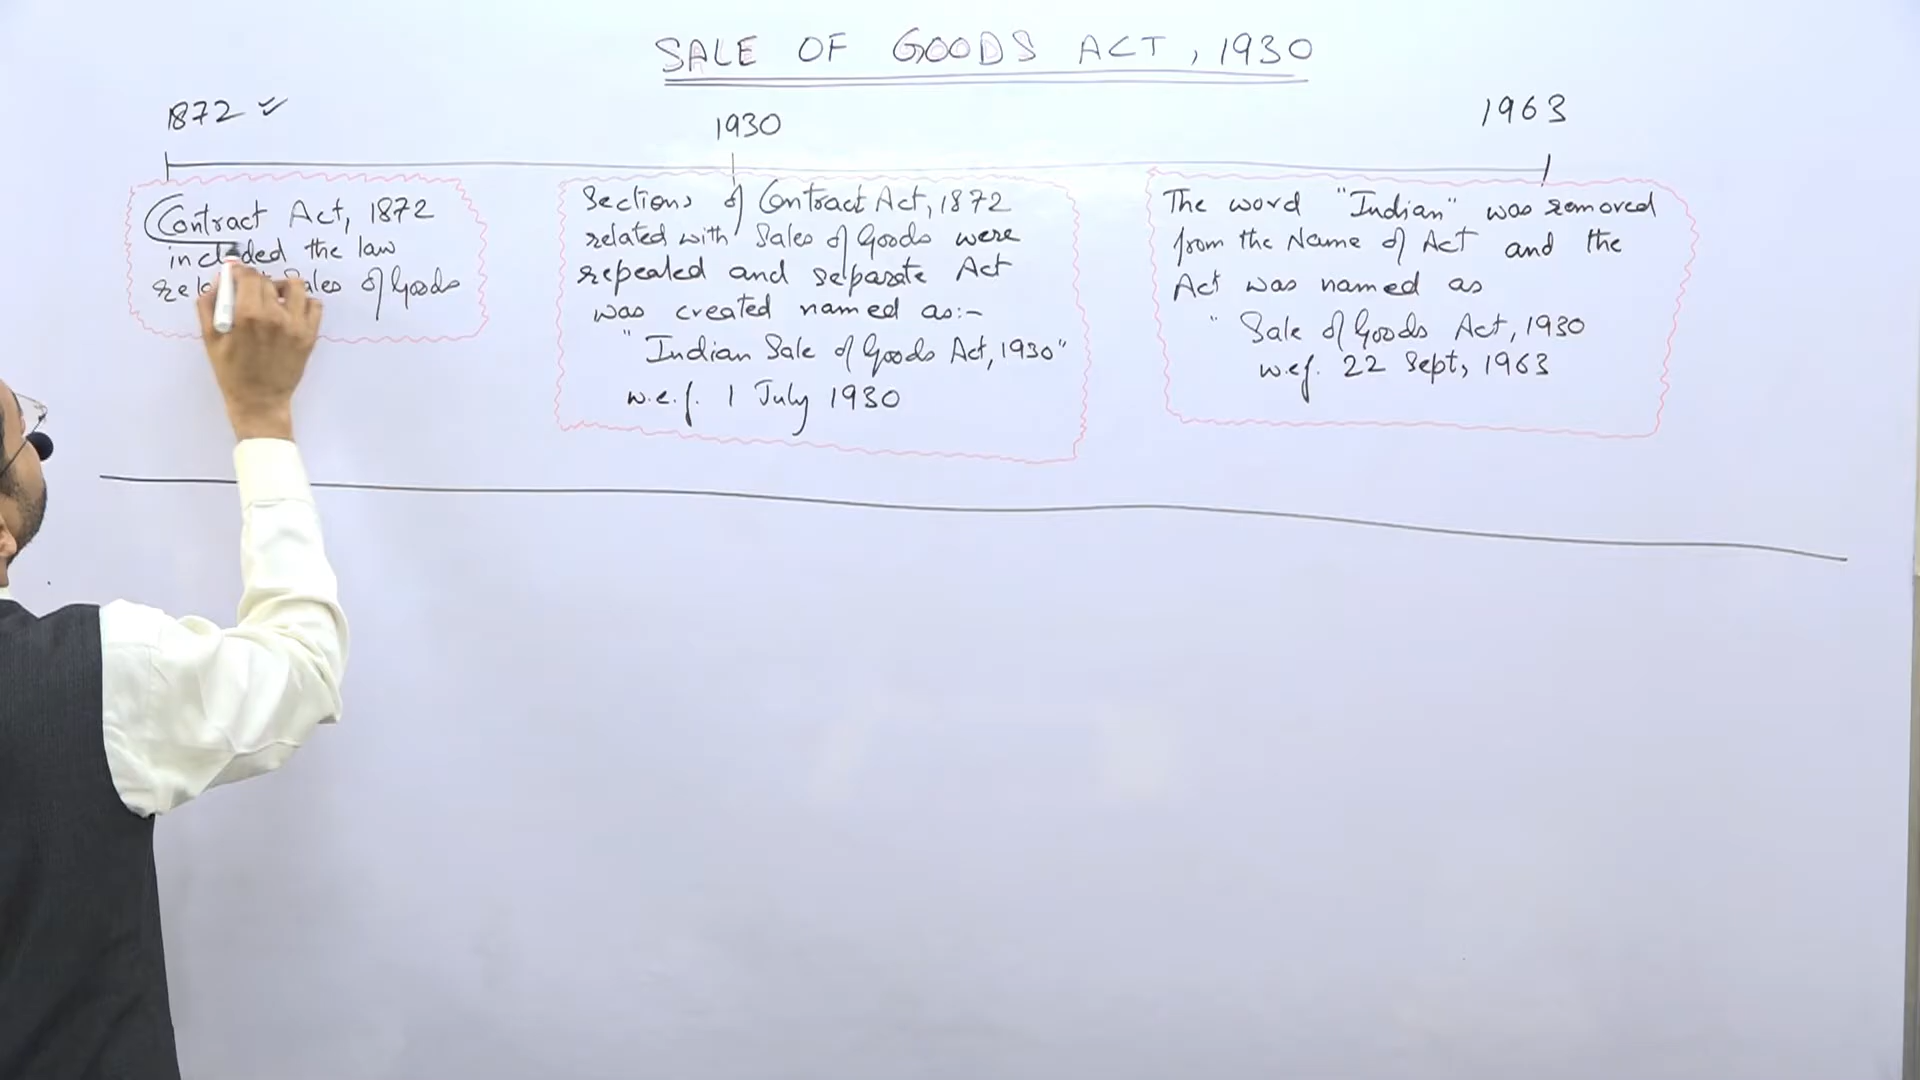 SALE OF GOODS ACT, 1930
1872
1930
1963
Contract Act, 1872
included the law
Sales of Goods
Sections of Contract Act, 1872
related with Sales of Goods were
repealed and separate Act
was created named as:-
"Indian Sale of Goods Act, 1930"
w.e.f. 1 July 1930
The word "Indian" was removed
from the Name of Act and the
Act was named as
" Sale of Goods Act, 1930
w.e.f. 22 Sept, 1963